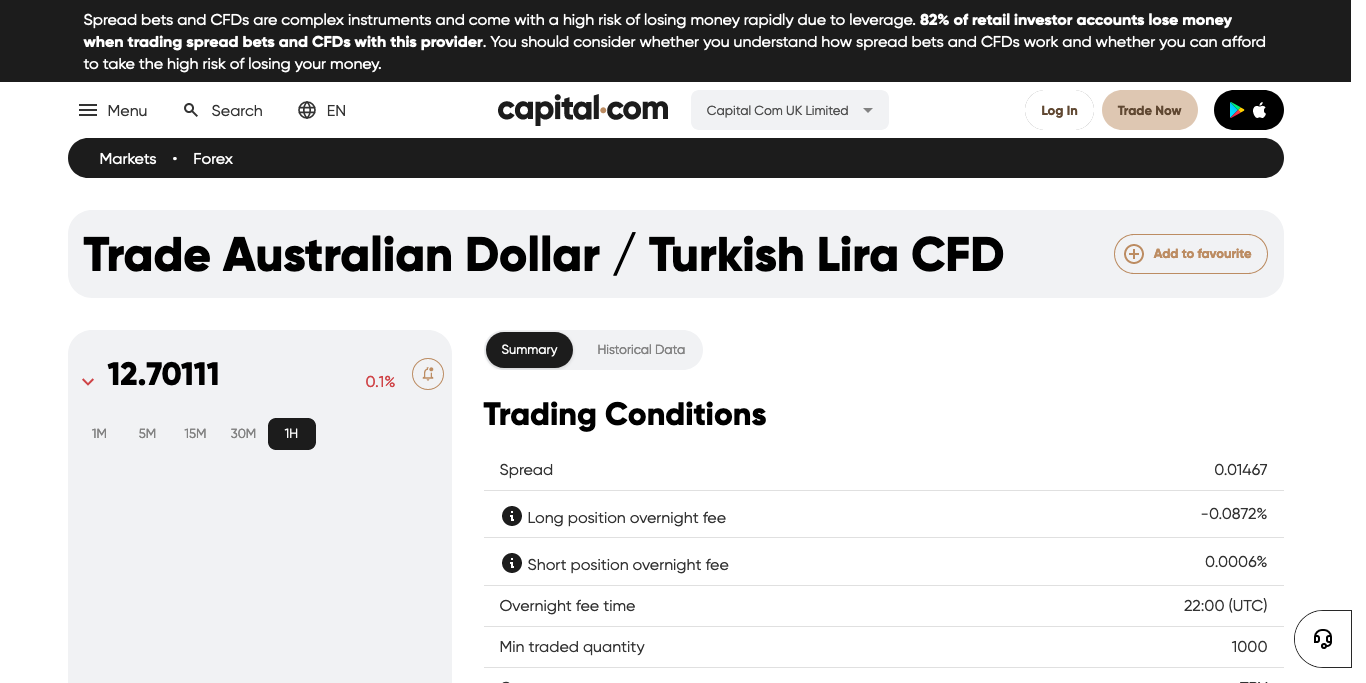 Spread bets and CFDs are complex instruments and come with a high risk of losing money rapidly due to leverage. 82% of retail investor accounts lose money
when trading spread bets and CFDs with this provider. You should consider whether you understand how spread bets and CFDs work and whether you can afford
to take the high risk of losing your money.
Menu Search EN capital.com Capital Com UK Limited Log In Trade Now
Markets • Forex
Trade Australian Dollar / Turkish Lira CFD Add to favourite
12.70111 0.1%
1M 5M 15M 30M 1H
Summary Historical Data
Trading Conditions
Spread 0.01467
Long position overnight fee -0.0872%
Short position overnight fee 0.0006%
Overnight fee time 22:00 (UTC)
Min traded quantity 1000